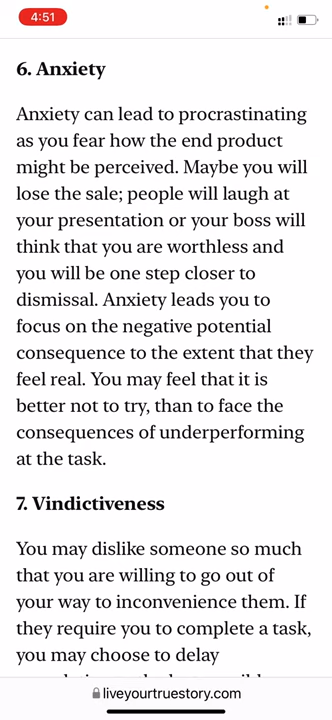 4:51
6. Anxiety
Anxiety can lead to procrastinating
as you fear how the end product
might be perceived. Maybe you will
lose the sale; people will laugh at
your presentation or your boss will
think that you are worthless and
you will be one step closer to
dismissal. Anxiety leads you to
focus on the negative potential
consequence to the extent that they
feel real. You may feel that it is
better not to try, than to face the
consequences of underperforming
at the task.
7. Vindictiveness
You may dislike someone so much
that you are willing to go out of
your way to inconvenience them. If
they require you to complete a task,
you may choose to delay
liveyourtruestory.com